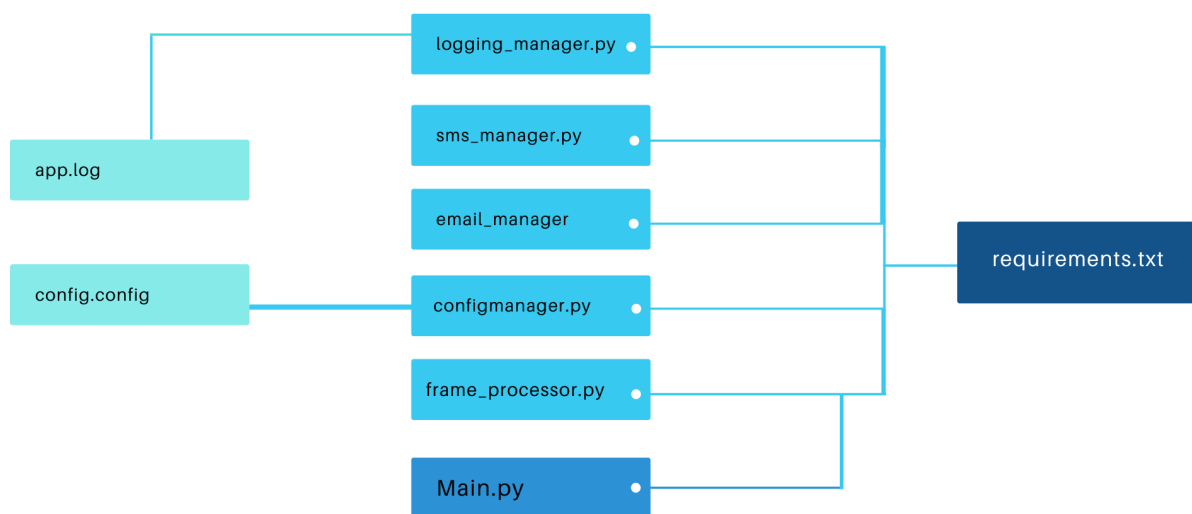 logging_manager.py
sms_manager.py
app.log
email_manager
requirements.txt
config.config
configmanager.py
frame_processor.py
Main.py